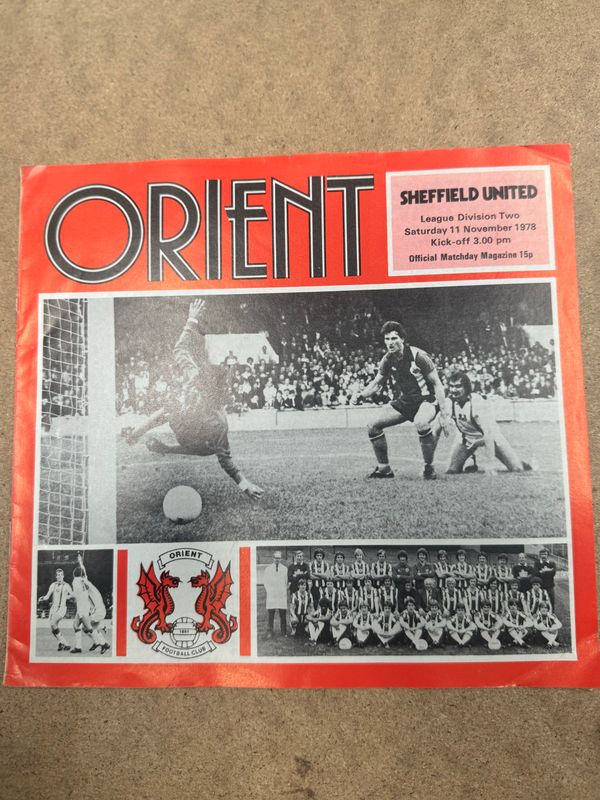 ORIENT
SHEFFIELD UNITED
League Division Two
Saturday 11 November 1978
Kick-off 3.00 pm
Official Matchday Magazine 15p
ORIENT
1881
FOOTBALL CLUB